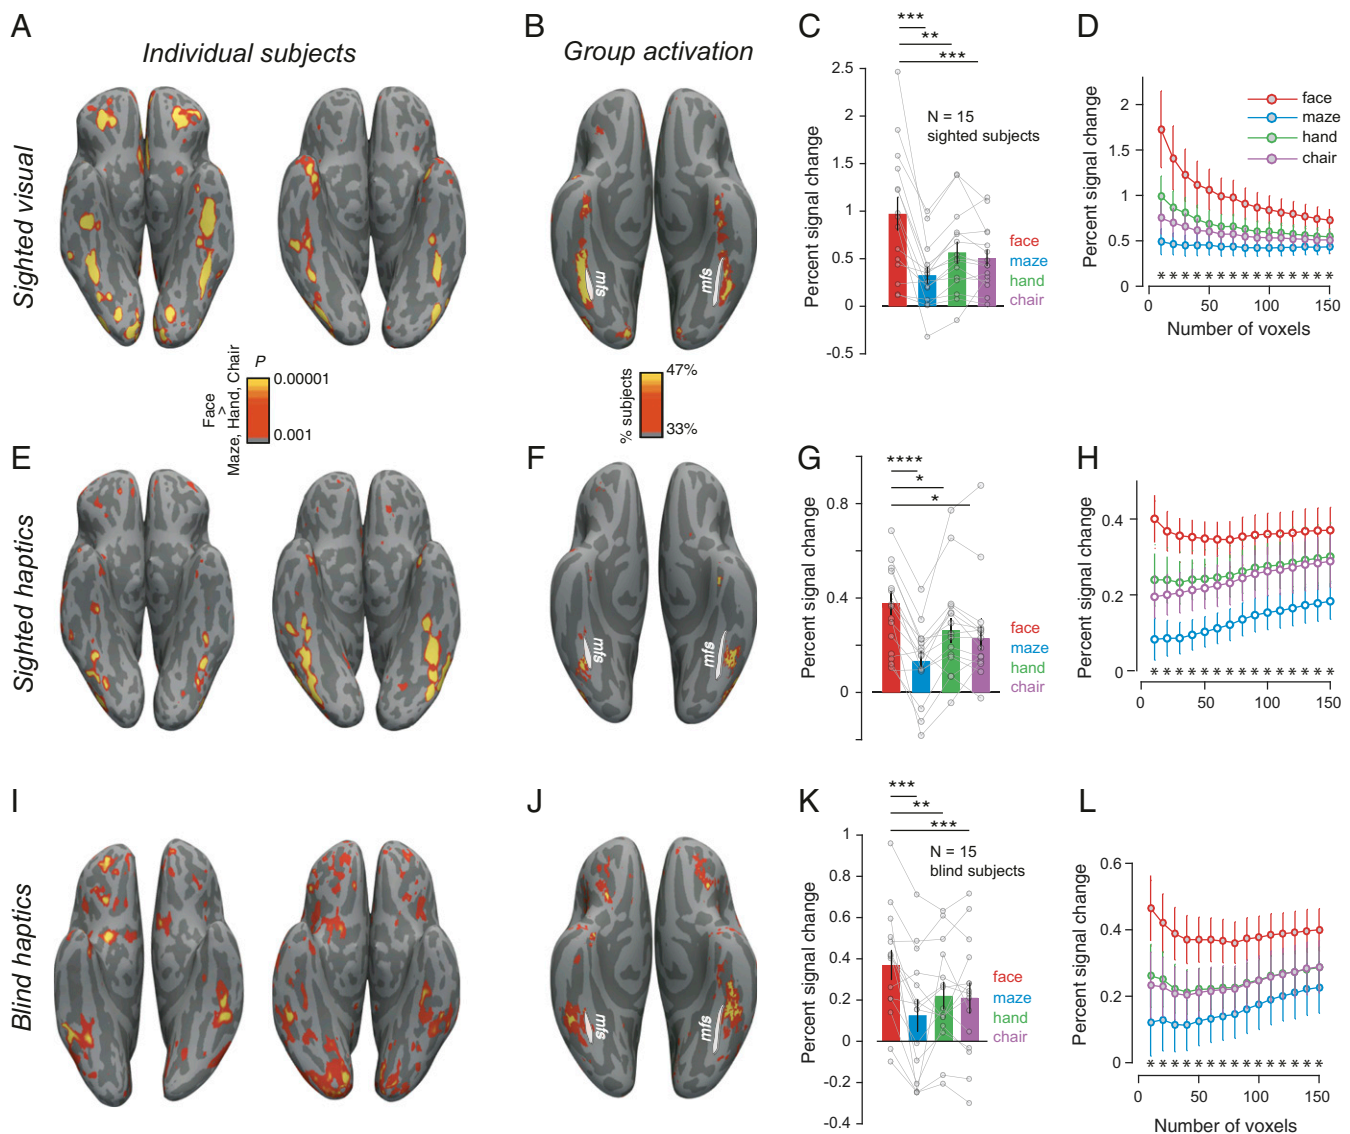 A
B
C
D
Individual subjects
Group activation
Sighted visual
mfs
mfs
***
**
***
2.5
2
1.5
1
0.5
0
-0.5
Percent signal change
N = 15
sighted subjects
face
maze
hand
chair
2
1.5
1
0.5
0
Percent signal change
face
maze
hand
chair
* * * * * * * * * * * * * * *
0
50
100
150
Number of voxels
Face
>
Maze, Hand, Chair
P
0.00001
0.001
% subjects
47%
33%
E
F
G
H
Sighted haptics
mfs
mfs
****
*
*
0.8
0.4
0
Percent signal change
face
maze
hand
chair
0.4
0.2
0
Percent signal change
* * * * * * * * * * * * * * *
0
50
100
150
I
J
K
L
Blind haptics
mfs
mfs
***
**
***
1
0.8
0.6
0.4
0.2
0
-0.2
-0.4
Percent signal change
N = 15
blind subjects
face
maze
hand
chair
0.6
0.4
0.2
0
Percent signal change
* * * * * * * * * * * * * * *
0
50
100
150
Number of voxels